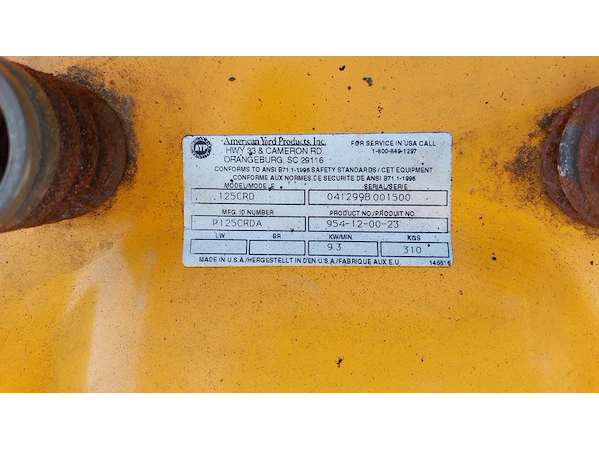 AYP
American Yard Products, Inc.
HWY 33 & CAMERON RD.
ORANGEBURG, SC 29116
FOR SERVICE IN USA CALL
1-800-849-1297
CONFORMS TO ANSI B71.1-1996 SAFETY STANDARDS / CET EQUIPMENT
CONFORME AUX NORMES DE SECURITE DE ANSI B71.1-1996
MODEL/MODELE SERIAL/SERIE
125CRD 041299B001500
MFG. ID NUMBER PRODUCT NO./PRODUIT NO.
P125CRDA 954-12-00-23
LW BR KW/MIN. KGS
9.3 310
MADE IN U.S.A./HERGESTELLT IN DEN U.S.A./FABRIQUE AUX E.U.